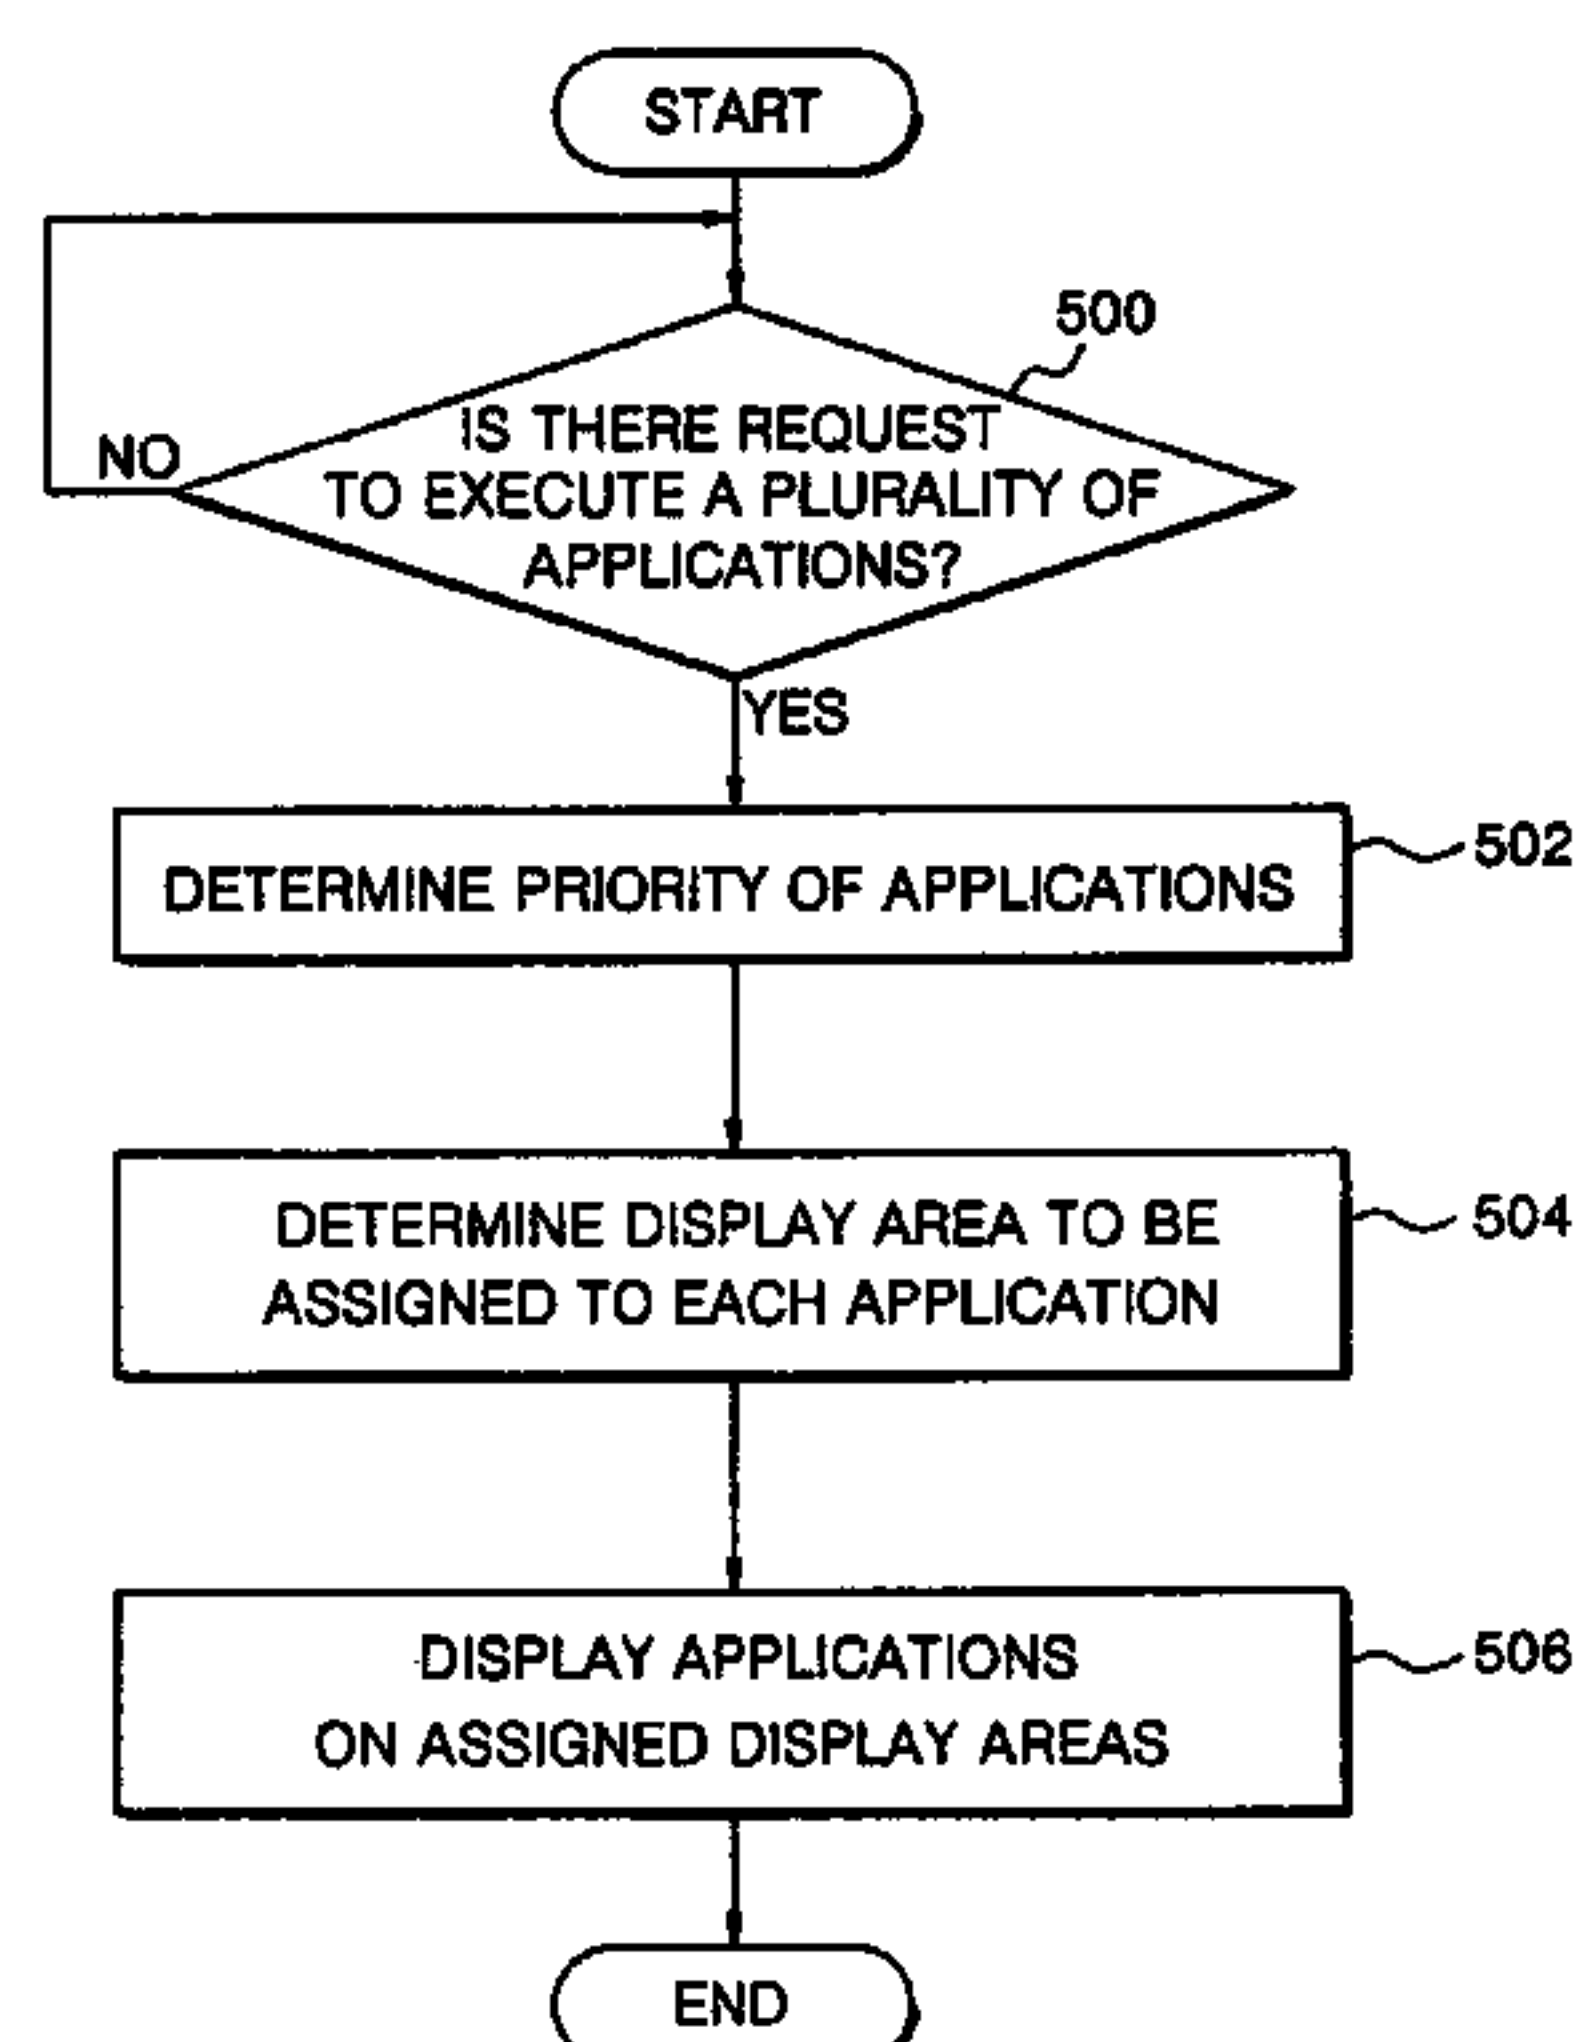 START
500
IS THERE REQUEST
TO EXECUTE A PLURALITY OF
APPLICATIONS?
NO
YES
502
DETERMINE PRIORITY OF APPLICATIONS
504
DETERMINE DISPLAY AREA TO BE
ASSIGNED TO EACH APPLICATION
506
DISPLAY APPLICATIONS
ON ASSIGNED DISPLAY AREAS
END